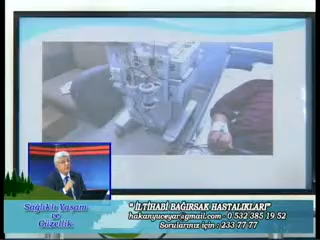 Sağlıklı Yaşam
ve
Güzellik
" İLTİHABİ BAĞIRSAK HASTALIKLARI"
hakanyuceyar@gmail.com - 0 532 385 19 52
Sorularınız için : 233 77 77